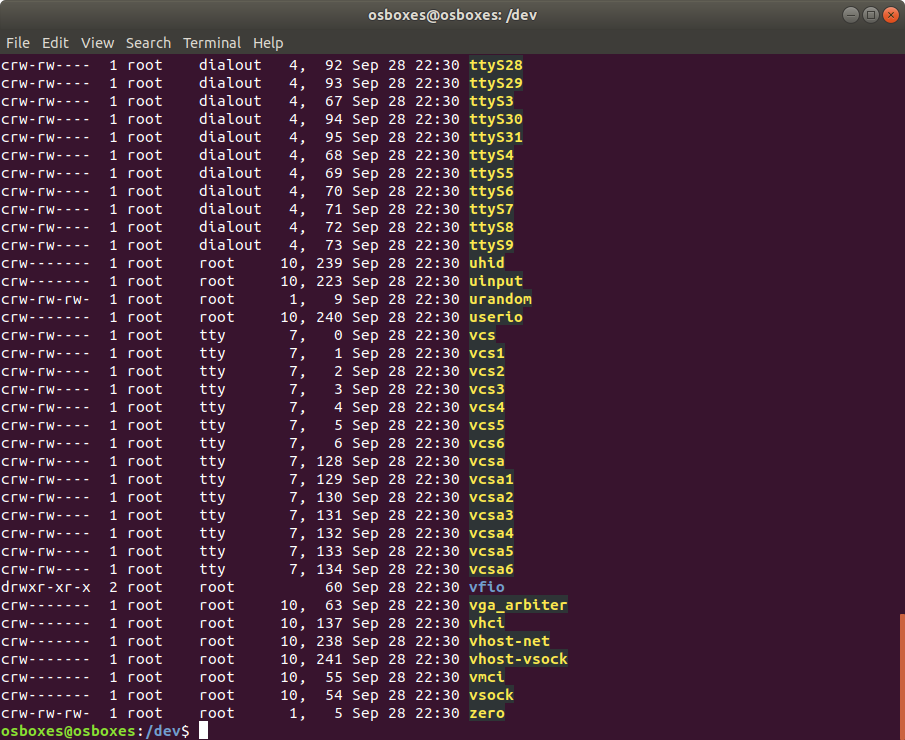 osboxes@osboxes: /dev
File Edit View Search Terminal Help
crw-rw---- 1 root dialout 4, 92 Sep 28 22:30 ttyS28
crw-rw---- 1 root dialout 4, 93 Sep 28 22:30 ttyS29
crw-rw---- 1 root dialout 4, 67 Sep 28 22:30 ttyS3
crw-rw---- 1 root dialout 4, 94 Sep 28 22:30 ttyS30
crw-rw---- 1 root dialout 4, 95 Sep 28 22:30 ttyS31
crw-rw---- 1 root dialout 4, 68 Sep 28 22:30 ttyS4
crw-rw---- 1 root dialout 4, 69 Sep 28 22:30 ttyS5
crw-rw---- 1 root dialout 4, 70 Sep 28 22:30 ttyS6
crw-rw---- 1 root dialout 4, 71 Sep 28 22:30 ttyS7
crw-rw---- 1 root dialout 4, 72 Sep 28 22:30 ttyS8
crw-rw---- 1 root dialout 4, 73 Sep 28 22:30 ttyS9
crw------- 1 root root 10, 239 Sep 28 22:30 uhid
crw------- 1 root root 10, 223 Sep 28 22:30 uinput
crw-rw-rw- 1 root root 1, 9 Sep 28 22:30 urandom
crw------- 1 root root 10, 240 Sep 28 22:30 userio
crw-rw---- 1 root tty 7, 0 Sep 28 22:30 vcs
crw-rw---- 1 root tty 7, 1 Sep 28 22:30 vcs1
crw-rw---- 1 root tty 7, 2 Sep 28 22:30 vcs2
crw-rw---- 1 root tty 7, 3 Sep 28 22:30 vcs3
crw-rw---- 1 root tty 7, 4 Sep 28 22:30 vcs4
crw-rw---- 1 root tty 7, 5 Sep 28 22:30 vcs5
crw-rw---- 1 root tty 7, 6 Sep 28 22:30 vcs6
crw-rw---- 1 root tty 7, 128 Sep 28 22:30 vcsa
crw-rw---- 1 root tty 7, 129 Sep 28 22:30 vcsa1
crw-rw---- 1 root tty 7, 130 Sep 28 22:30 vcsa2
crw-rw---- 1 root tty 7, 131 Sep 28 22:30 vcsa3
crw-rw---- 1 root tty 7, 132 Sep 28 22:30 vcsa4
crw-rw---- 1 root tty 7, 133 Sep 28 22:30 vcsa5
crw-rw---- 1 root tty 7, 134 Sep 28 22:30 vcsa6
drwxr-xr-x 2 root root 60 Sep 28 22:30 vfio
crw------- 1 root root 10, 63 Sep 28 22:30 vga_arbiter
crw------- 1 root root 10, 137 Sep 28 22:30 vhci
crw------- 1 root root 10, 238 Sep 28 22:30 vhost-net
crw------- 1 root root 10, 241 Sep 28 22:30 vhost-vsock
crw------- 1 root root 10, 55 Sep 28 22:30 vmci
crw------- 1 root root 10, 54 Sep 28 22:30 vsock
crw-rw-rw- 1 root root 1, 5 Sep 28 22:30 zero
osboxes@osboxes:/dev$